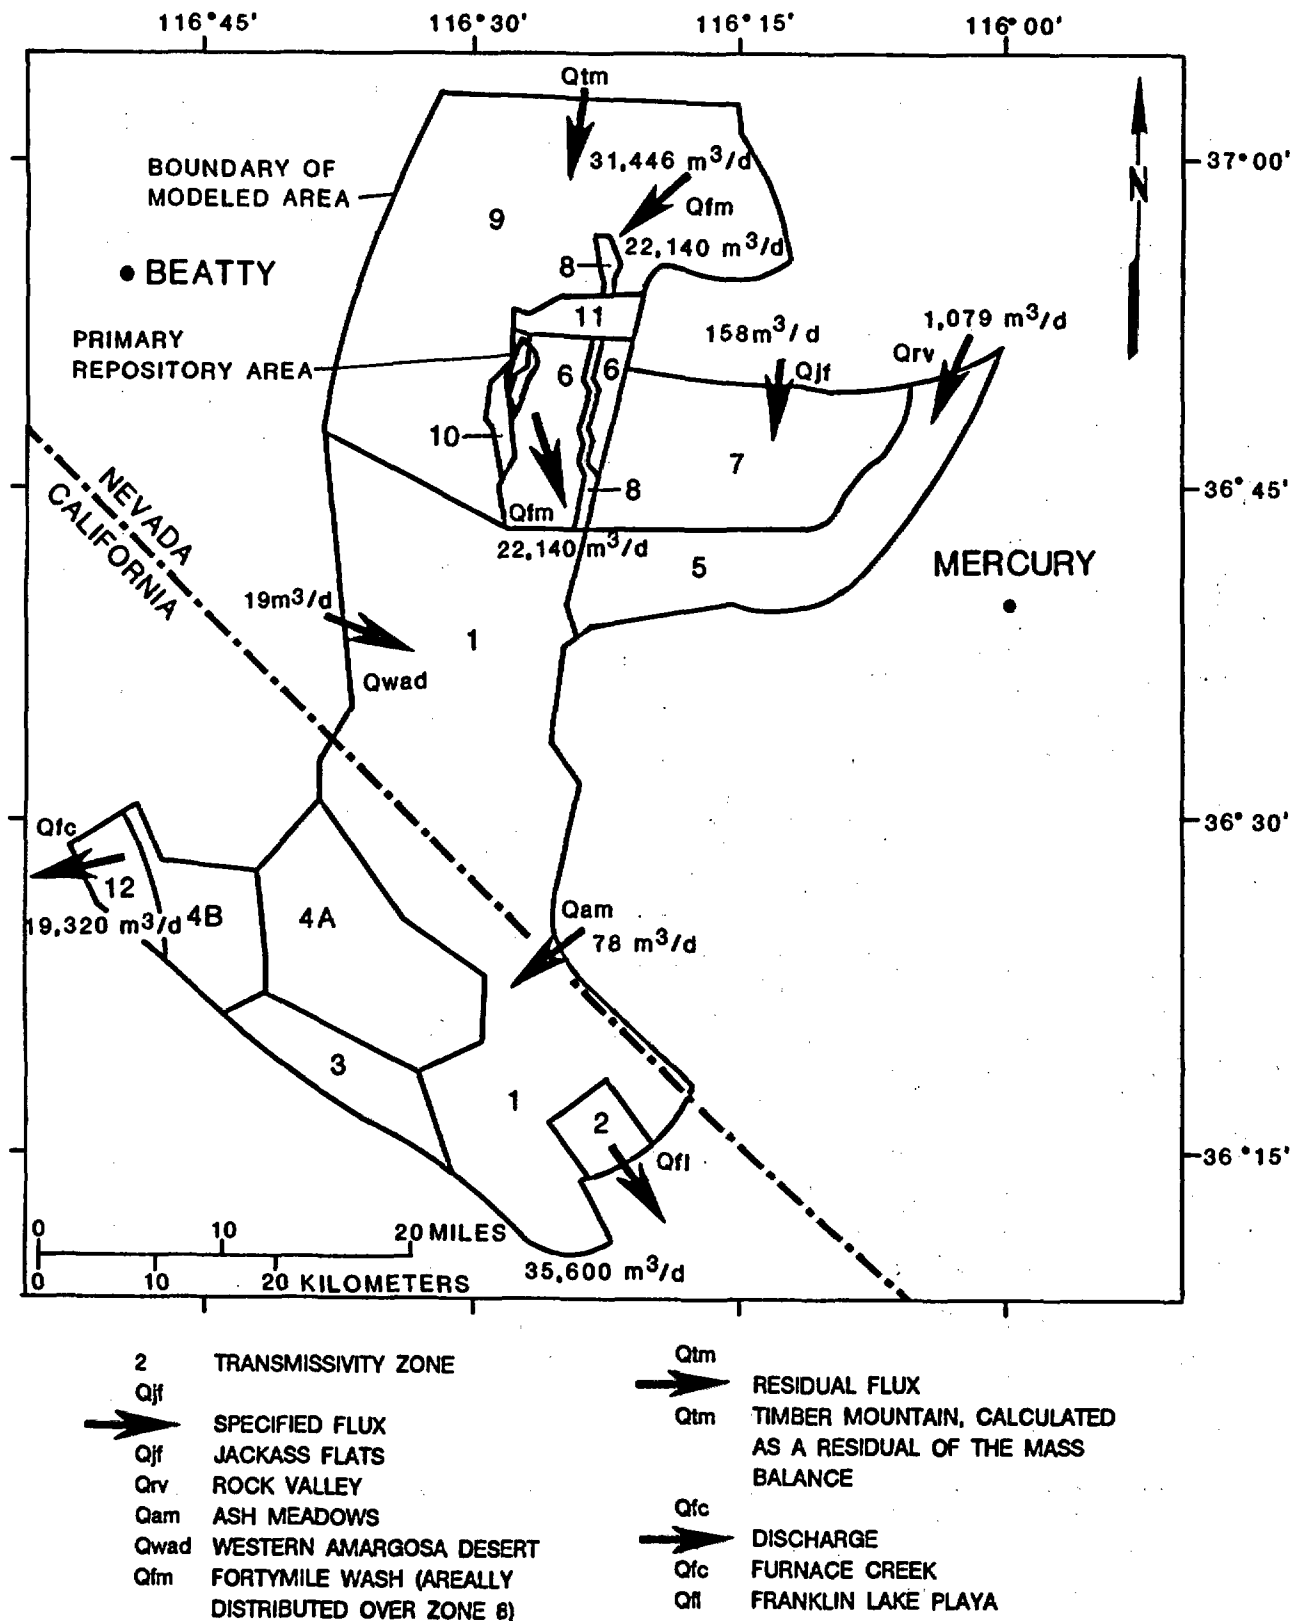 116°45' 116°30' 116°15' 116°00'
Qtm
37°00'
N
BOUNDARY OF
MODELED AREA
31,446 m3/d
Qfm
9
22,140 m3/d
8
BEATTY
11
158m3/d
1,079 m3/d
PRIMARY
REPOSITORY AREA
Qrv
Qjf
6
6
10
7
8
36°45'
NEVADA
CALIFORNIA
Qfm
22,140 m3/d
5
MERCURY
19m3/d
1
Qwad
36°30'
Qfc
12
4B
4A
19,320 m3/d
Qam
78 m3/d
3
1
2
Qfl
36°15'
0 10 20 MILES
0 10 20 KILOMETERS
35,600 m3/d
2 TRANSMISSIVITY ZONE
Qjf
SPECIFIED FLUX
Qjf JACKASS FLATS
Qrv ROCK VALLEY
Qam ASH MEADOWS
Qwad WESTERN AMARGOSA DESERT
Qfm FORTYMILE WASH (AREALLY
DISTRIBUTED OVER ZONE 8)
Qtm
RESIDUAL FLUX
Qtm TIMBER MOUNTAIN, CALCULATED
AS A RESIDUAL OF THE MASS
BALANCE
Qfc
DISCHARGE
Qfc FURNACE CREEK
Qfl FRANKLIN LAKE PLAYA